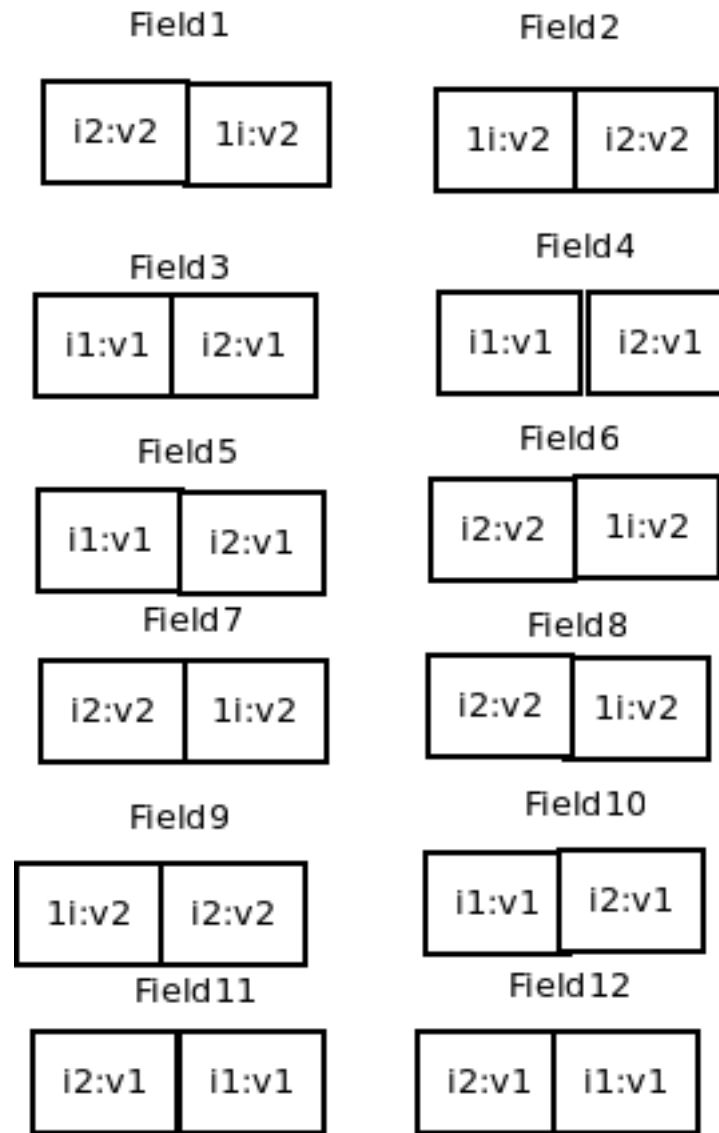 Field1 Field2
i2:v2 1i:v2 1i:v2 i2:v2
Field3 Field4
i1:v1 i2:v1 i1:v1 i2:v1
Field5 Field6
i1:v1 i2:v1 i2:v2 1i:v2
Field7 Field8
i2:v2 1i:v2 i2:v2 1i:v2
Field9 Field10
1i:v2 i2:v2 i1:v1 i2:v1
Field11 Field12
i2:v1 i1:v1 i2:v1 i1:v1